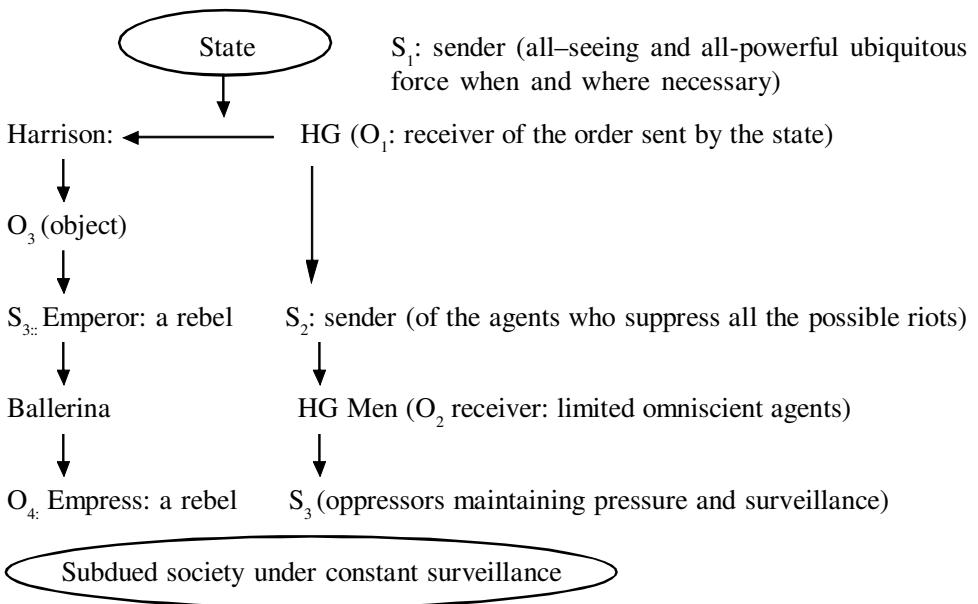 State
S₁: sender (all–seeing and all-powerful ubiquitous
force when and where necessary)
Harrison: HG (O₁: receiver of the order sent by the state)
O₃ (object)
S₃:: Emperor: a rebel S₂: sender (of the agents who suppress all the possible riots)
Ballerina HG Men (O₂ receiver: limited omniscient agents)
O₄: Empress: a rebel S₃ (oppressors maintaining pressure and surveillance)
Subdued society under constant surveillance